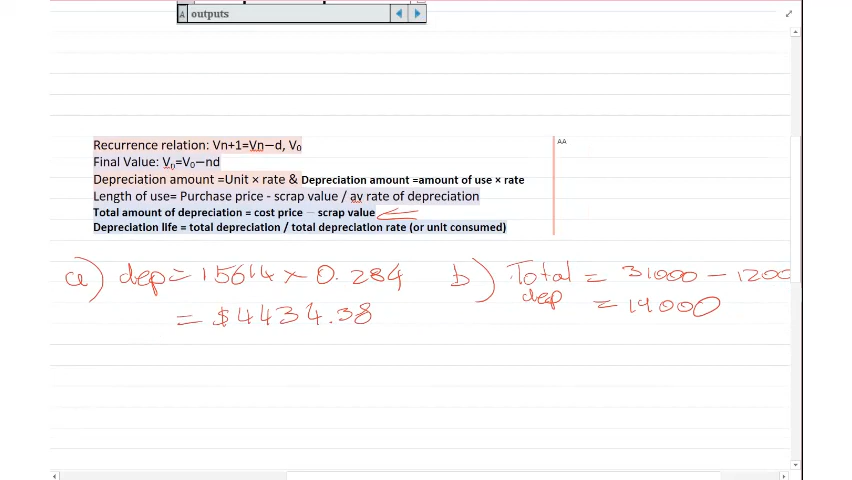 outputs
AA
Recurrence relation: Vn+1=Vn−d, V₀
Final Value: Vₙ=V₀−nd
Depreciation amount =Unit × rate & Depreciation amount =amount of use × rate
Length of use= Purchase price - scrap value / av rate of depreciation
Total amount of depreciation = cost price − scrap value
Depreciation life = total depreciation / total depreciation rate (or unit consumed)
a) dep = 15614 × 0.284
= $4434.38
b) Total dep = 31000 − 1200
= 19000